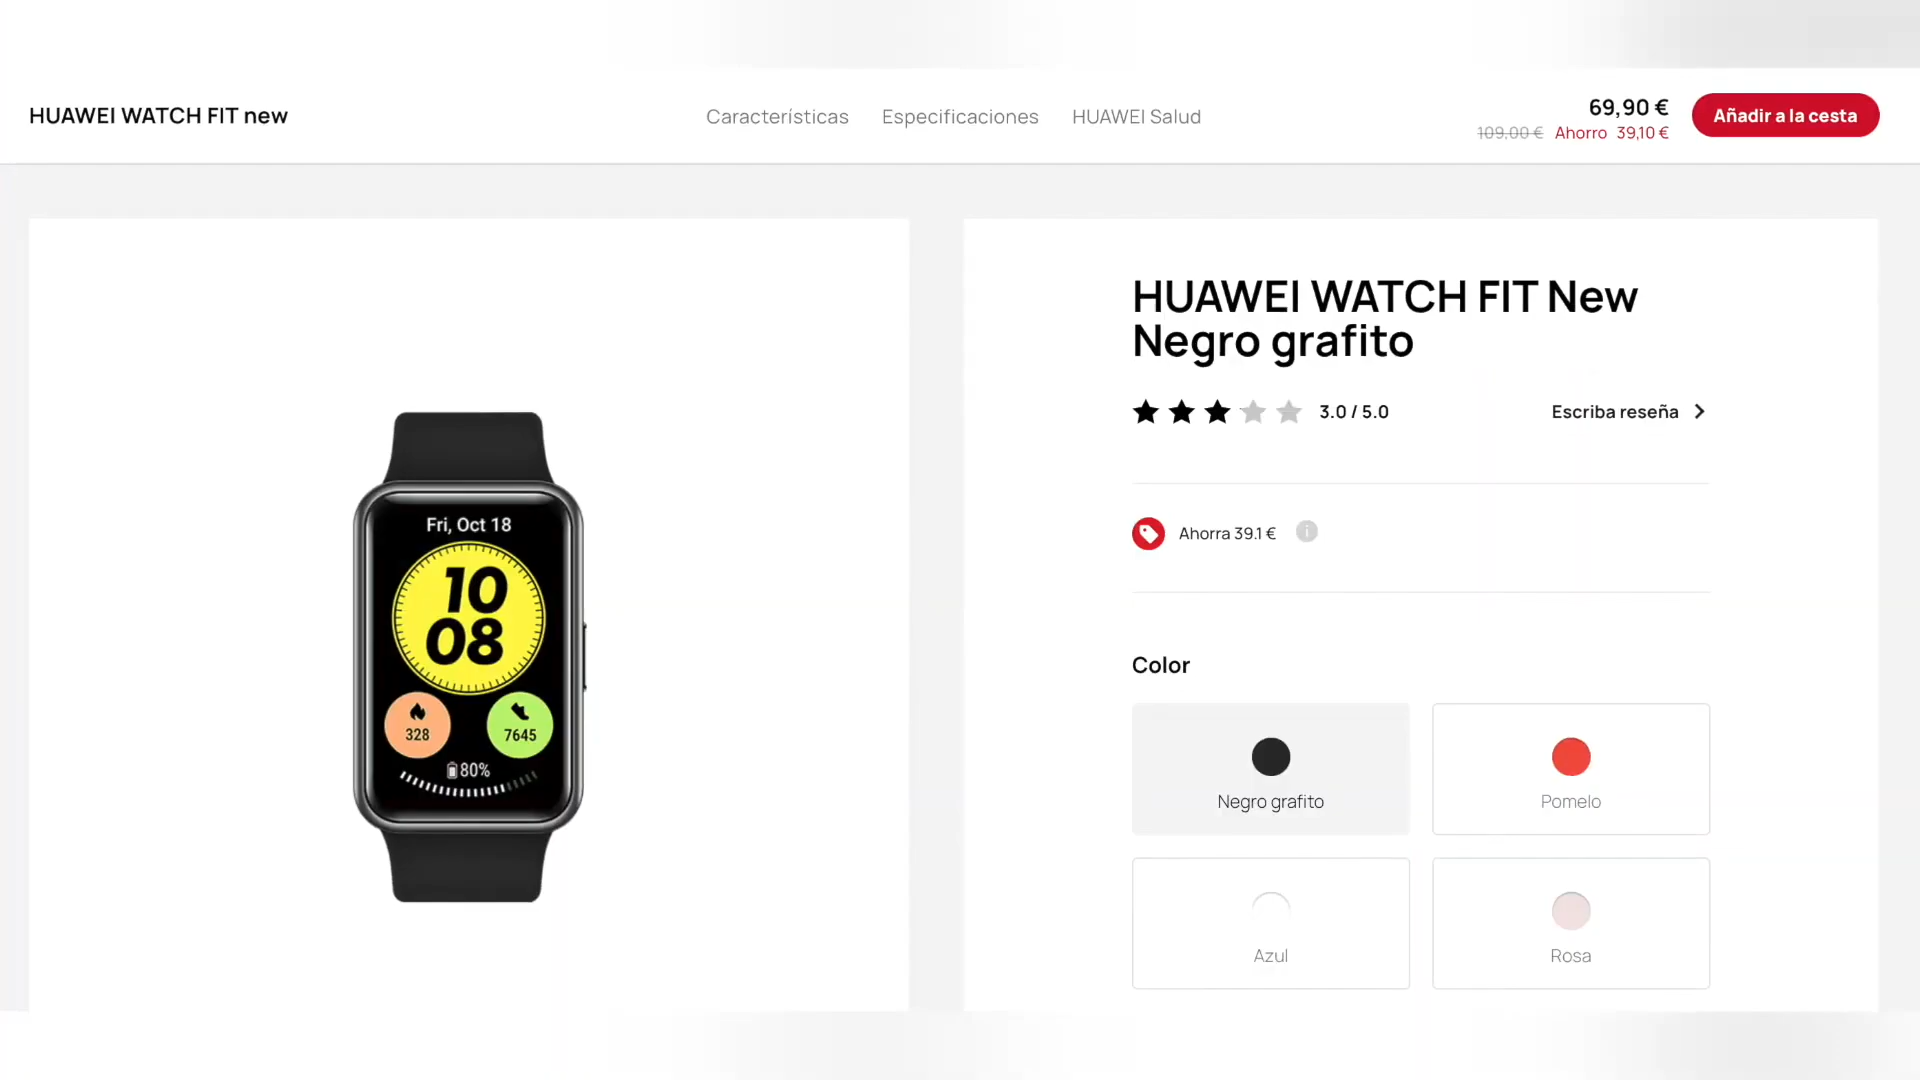 HUAWEI WATCH FIT new
Características Especificaciones HUAWEI Salud
69,90 €
109,00 € Ahorro 39,10 €
Añadir a la cesta
HUAWEI WATCH FIT New
Negro grafito
3.0 / 5.0
Escriba reseña
Ahorra 39.1 €
Color
Negro grafito
Pomelo
Azul
Rosa
Fri, Oct 18
10
08
328
7645
80%